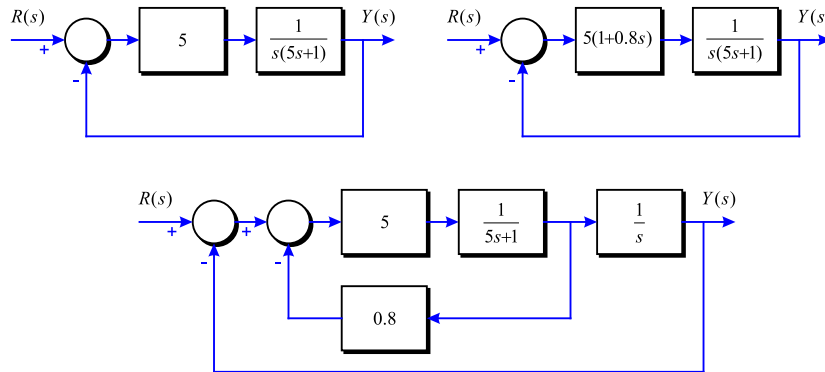 R(s) Y(s) R(s) Y(s
+ 5 1 + 5(1+0.8s) 1
s(5s+1) s(5s+1)
- -
R(s) Y(s)
+ + 5 1 1
5s+1 s
- -
0.8